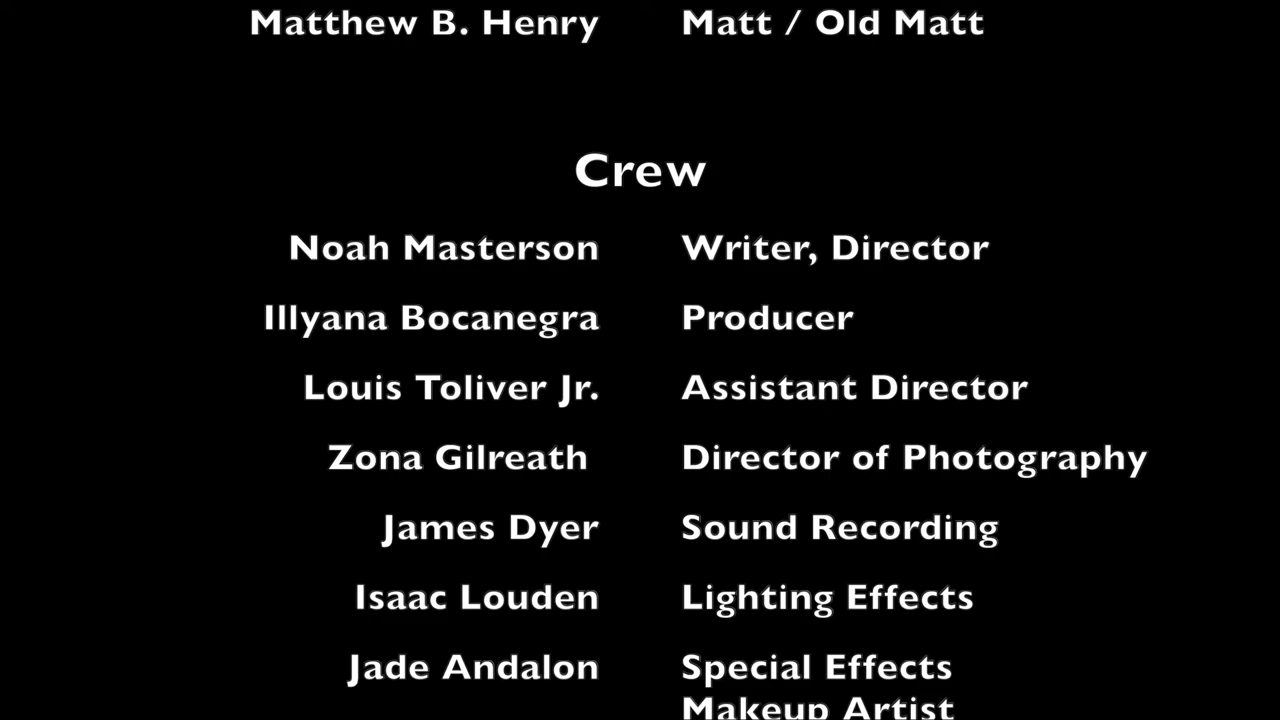 Matthew B. Henry Matt / Old Matt
Crew
Noah Masterson Writer, Director
Illyana Bocanegra Producer
Louis Toliver Jr. Assistant Director
Zona Gilreath Director of Photography
James Dyer Sound Recording
Isaac Louden Lighting Effects
Jade Andalon Special Effects
Makeup Artist